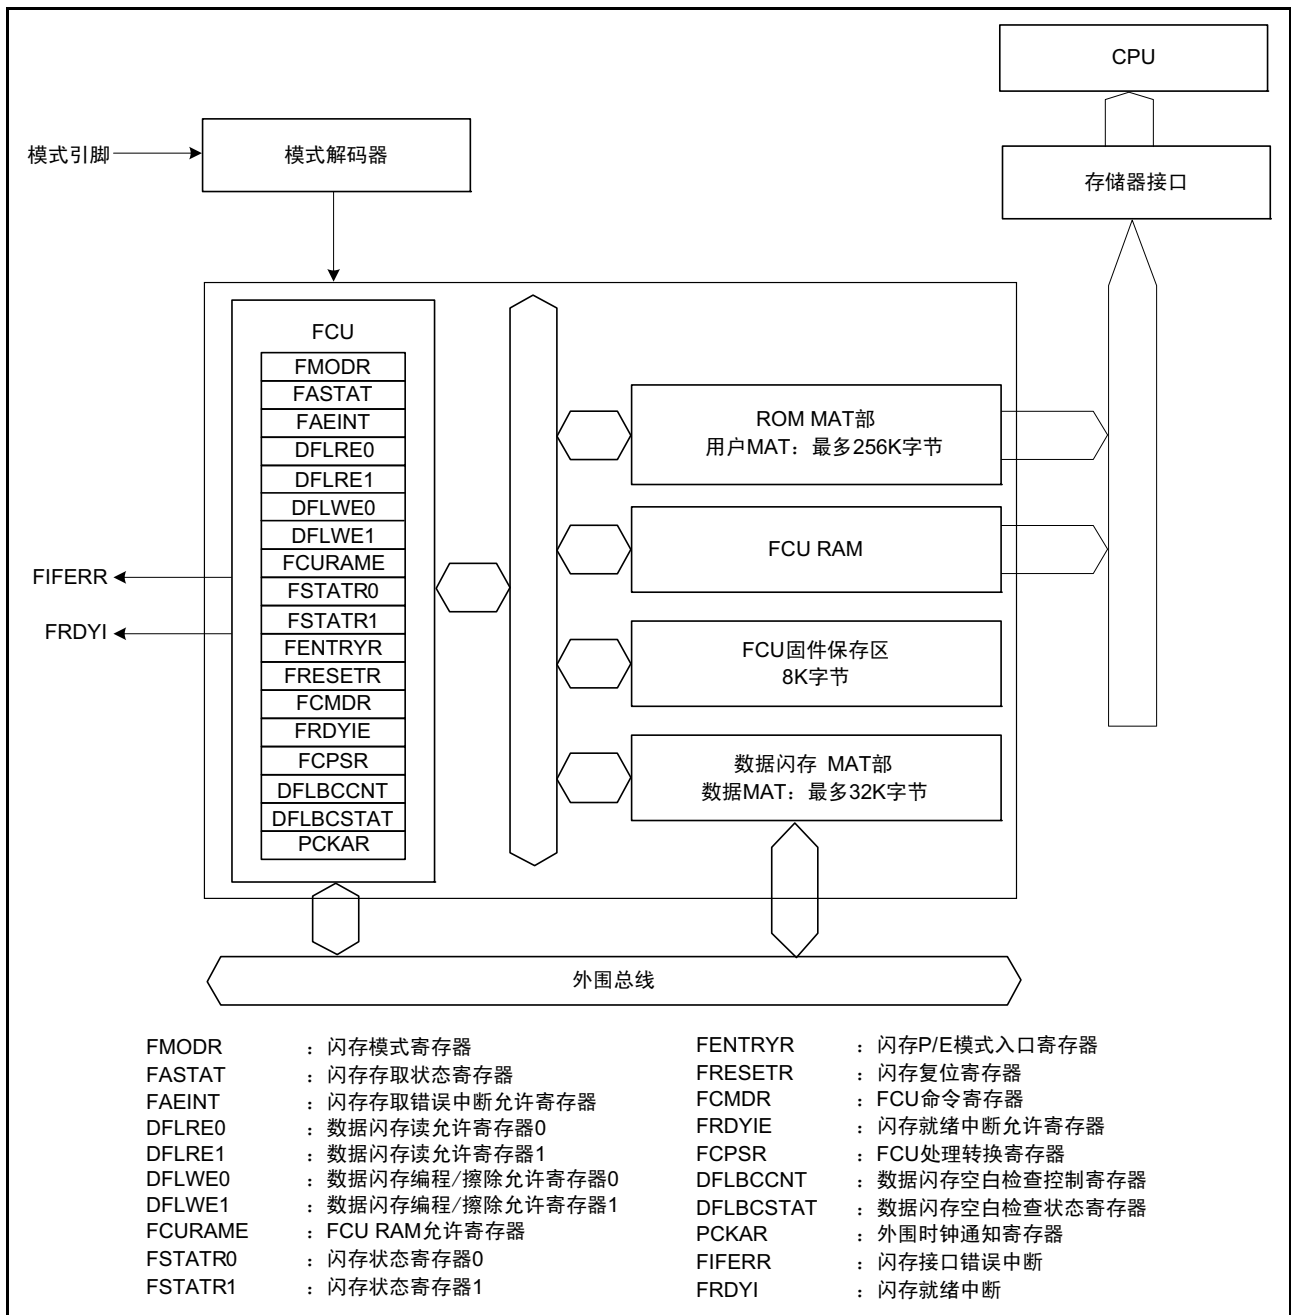 CPU
模式引脚
模式解码器
存储器接口
FCU
FMODR
FASTAT
FAEINT
DFLRE0
DFLRE1
DFLWE0
DFLWE1
FCURAME
FSTATR0
FSTATR1
FENTRYR
FRESETR
FCMDR
FRDYIE
FCPSR
DFLBCCNT
DFLBCSTAT
PCKAR
FIFERR
FRDYI
ROM MAT部
用户MAT：最多256K字节
FCU RAM
FCU固件保存区
8K字节
数据闪存 MAT部
数据MAT：最多32K字节
外围总线
FMODR ：闪存模式寄存器
FASTAT ：闪存存取状态寄存器
FAEINT ：闪存存取错误中断允许寄存器
DFLRE0 ：数据闪存读允许寄存器0
DFLRE1 ：数据闪存读允许寄存器1
DFLWE0 ：数据闪存编程/擦除允许寄存器0
DFLWE1 ：数据闪存编程/擦除允许寄存器1
FCURAME ：FCU RAM允许寄存器
FSTATR0 ：闪存状态寄存器0
FSTATR1 ：闪存状态寄存器1
FENTRYR ：闪存P/E模式入口寄存器
FRESETR ：闪存复位寄存器
FCMDR ：FCU命令寄存器
FRDYIE ：闪存就绪中断允许寄存器
FCPSR ：FCU处理转换寄存器
DFLBCCNT ：数据闪存空白检查控制寄存器
DFLBCSTAT ：数据闪存空白检查状态寄存器
PCKAR ：外围时钟通知寄存器
FIFERR ：闪存接口错误中断
FRDYI ：闪存就绪中断